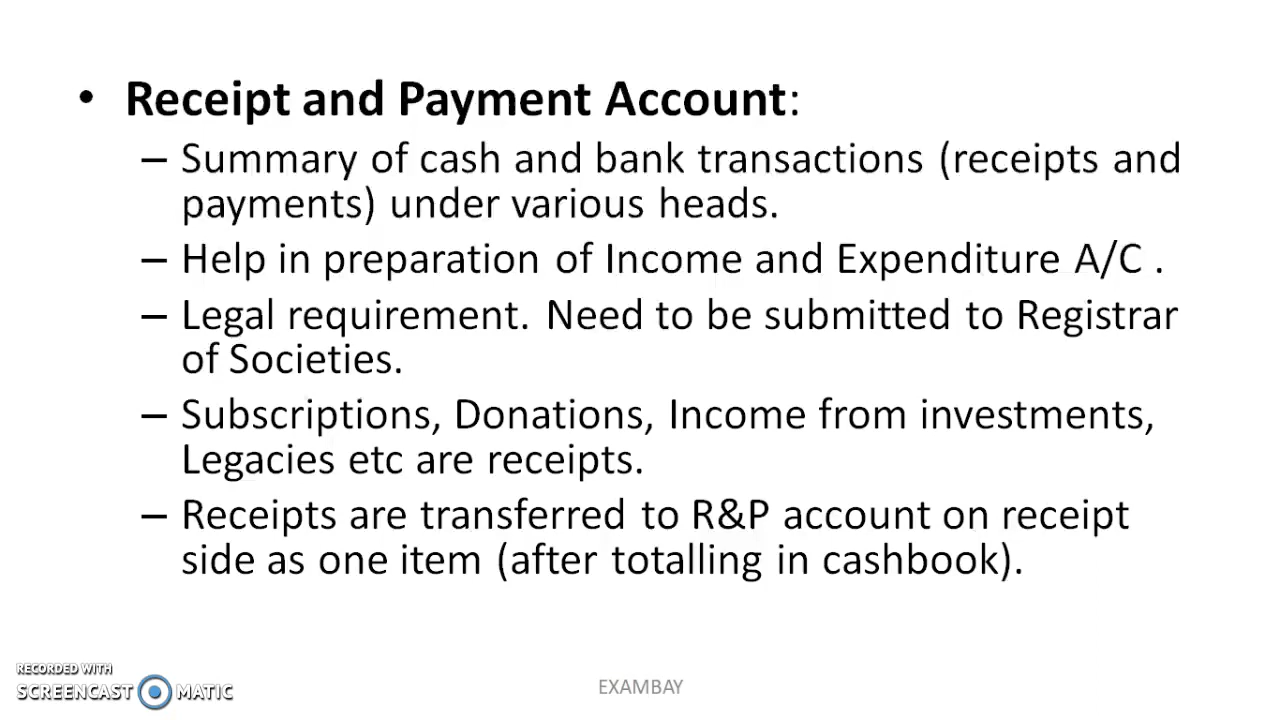 • Receipt and Payment Account:
– Summary of cash and bank transactions (receipts and
payments) under various heads.
– Help in preparation of Income and Expenditure A/C .
– Legal requirement. Need to be submitted to Registrar
of Societies.
– Subscriptions, Donations, Income from investments,
Legacies etc are receipts.
– Receipts are transferred to R&P account on receipt
side as one item (after totalling in cashbook).
RECORDED WITH
SCREENCAST MATIC
EXAMBAY